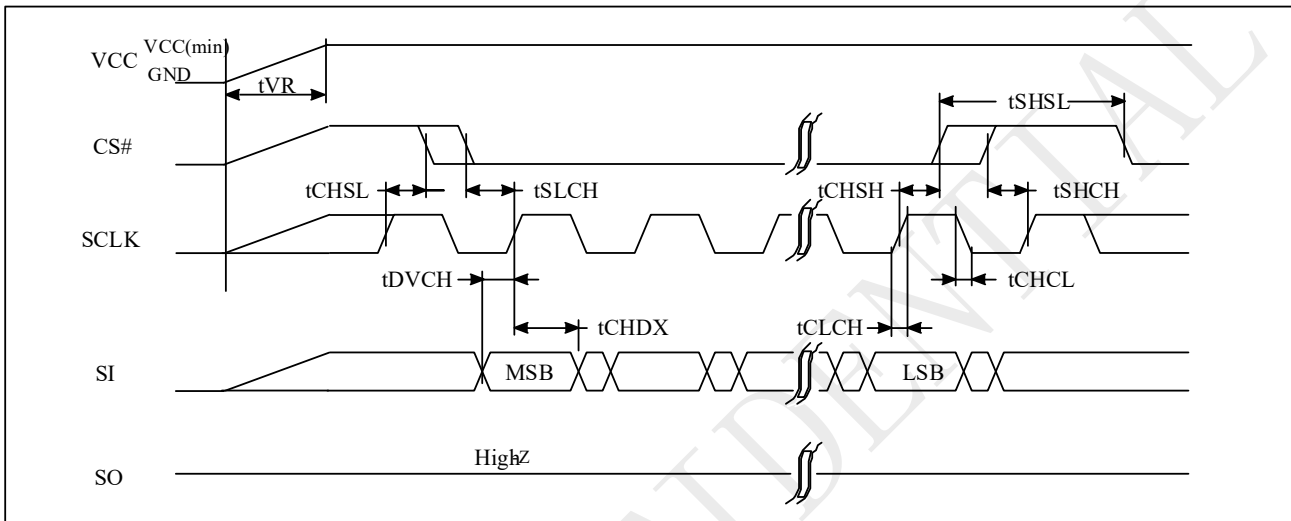 VCC VCC(min)
GND
tVR
tSHSL
CS#
tCHSL tSLCH tCHSH tSHCH
SCLK
tDVCH tCHCL
tCHDX tCLCH
SI MSB LSB
HighZ
SO
IDENTIAL